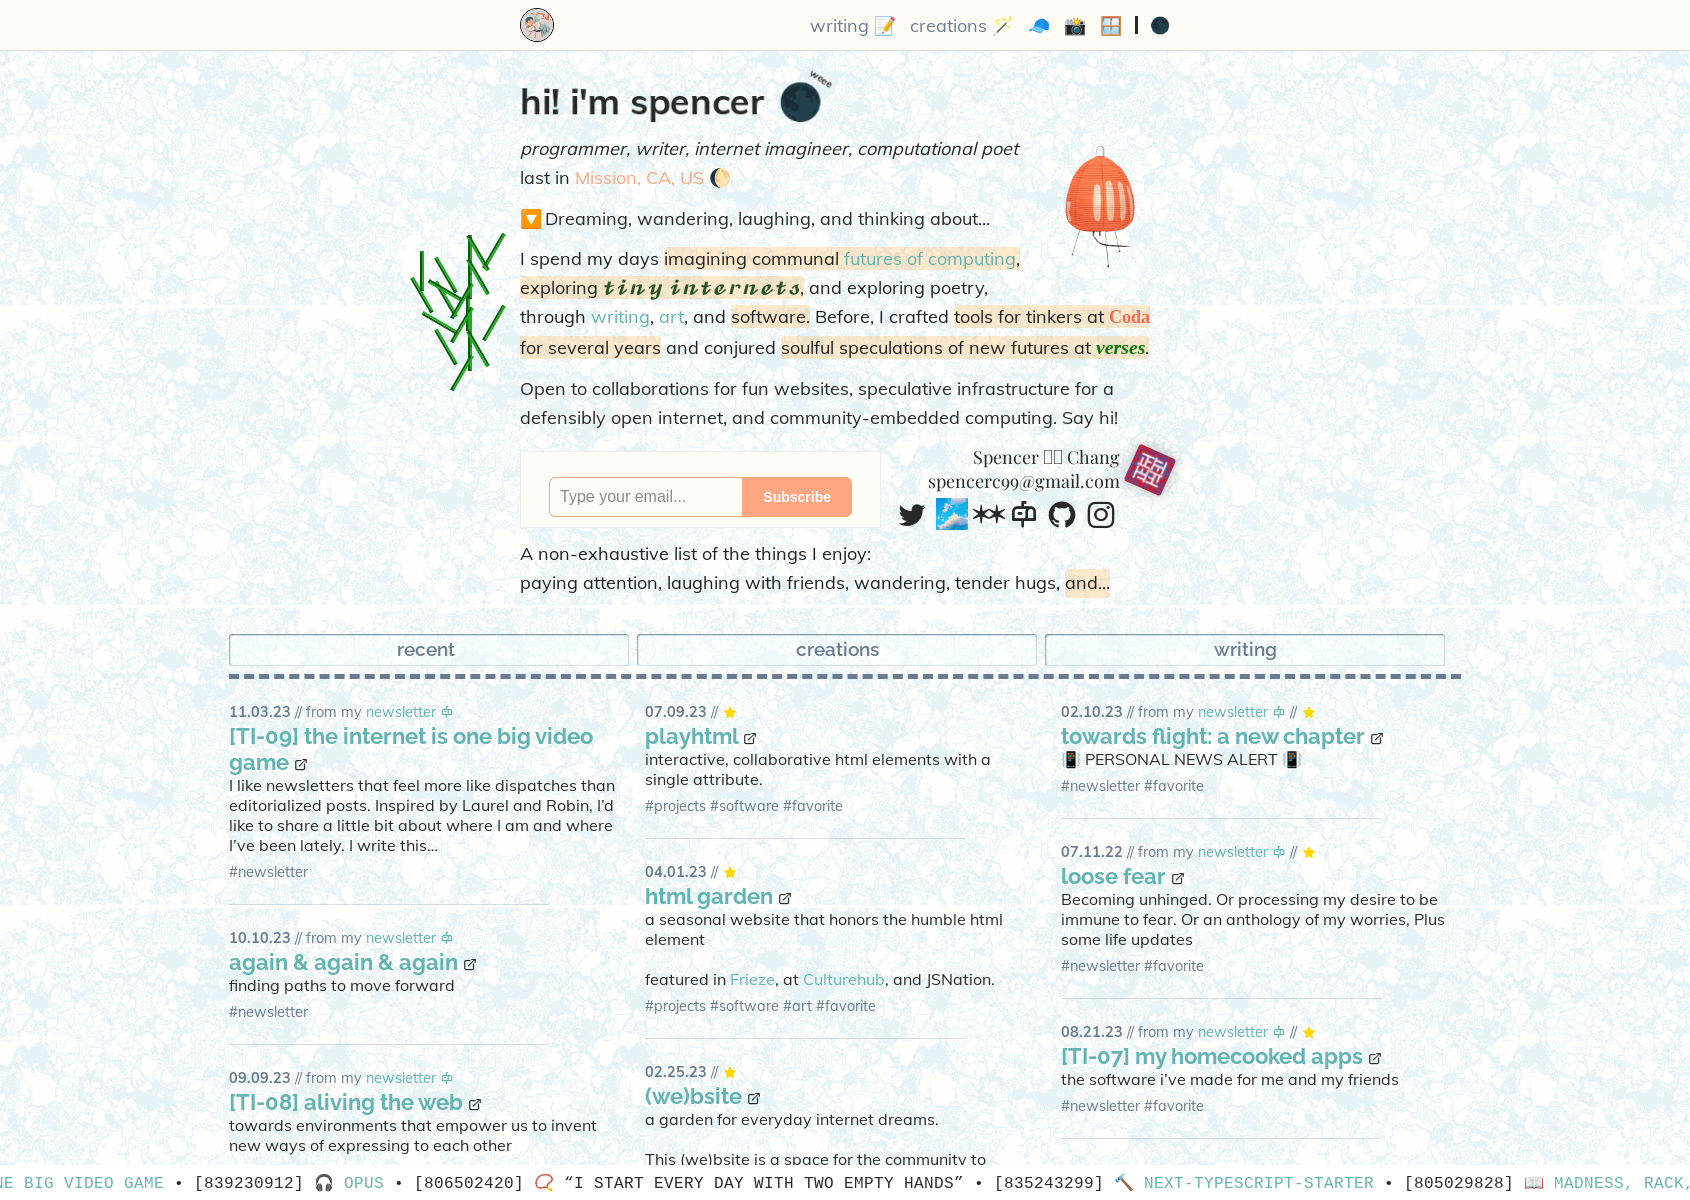 writing 📝 creations 🪄 🧢 📸 🪟 | 🌑
hi! i'm spencer 🌑 weee
programmer, writer, internet imagineer, computational poet
last in Mission, CA, US 🌔
🔽 Dreaming, wandering, laughing, and thinking about...
I spend my days imagining communal futures of computing,
exploring tiny internets, and exploring poetry,
through writing, art, and software. Before, I crafted tools for tinkers at Coda
for several years and conjured soulful speculations of new futures at verses.
Open to collaborations for fun websites, speculative infrastructure for a
defensibly open internet, and community-embedded computing. Say hi!
Type your email...
Subscribe
Spencer Chang
spencerc99@gmail.com
A non-exhaustive list of the things I enjoy:
paying attention, laughing with friends, wandering, tender hugs, and...
recent
creations
writing
11.03.23 // from my newsletter
[TI-09] the internet is one big video
game
I like newsletters that feel more like dispatches than
editorialized posts. Inspired by Laurel and Robin, I’d
like to share a little bit about where I am and where
I’ve been lately. I write this…
#newsletter
10.10.23 // from my newsletter
again & again & again
finding paths to move forward
#newsletter
09.09.23 // from my newsletter
[TI-08] aliving the web
towards environments that empower us to invent
new ways of expressing to each other
07.09.23 // ⭐
playhtml
interactive, collaborative html elements with a
single attribute.
#projects #software #favorite
04.01.23 // ⭐
html garden
a seasonal website that honors the humble html
element
featured in Frieze, at Culturehub, and JSNation.
#projects #software #art #favorite
02.25.23 // ⭐
(we)bsite
a garden for everyday internet dreams.
This (we)bsite is a space for the community to
02.10.23 // from my newsletter // ⭐
towards flight: a new chapter
📳 PERSONAL NEWS ALERT 📳
#newsletter #favorite
07.11.22 // from my newsletter // ⭐
loose fear
Becoming unhinged. Or processing my desire to be
immune to fear. Or an anthology of my worries, Plus
some life updates
#newsletter #favorite
08.21.23 // from my newsletter // ⭐
[TI-07] my homecooked apps
the software i’ve made for me and my friends
#newsletter #favorite
NE BIG VIDEO GAME • [839230912] 🎧 OPUS • [806502420] 📿 “I START EVERY DAY WITH TWO EMPTY HANDS” • [835243299] 🔨 NEXT-TYPESCRIPT-STARTER • [805029828] 📖 MADNESS, RACK,